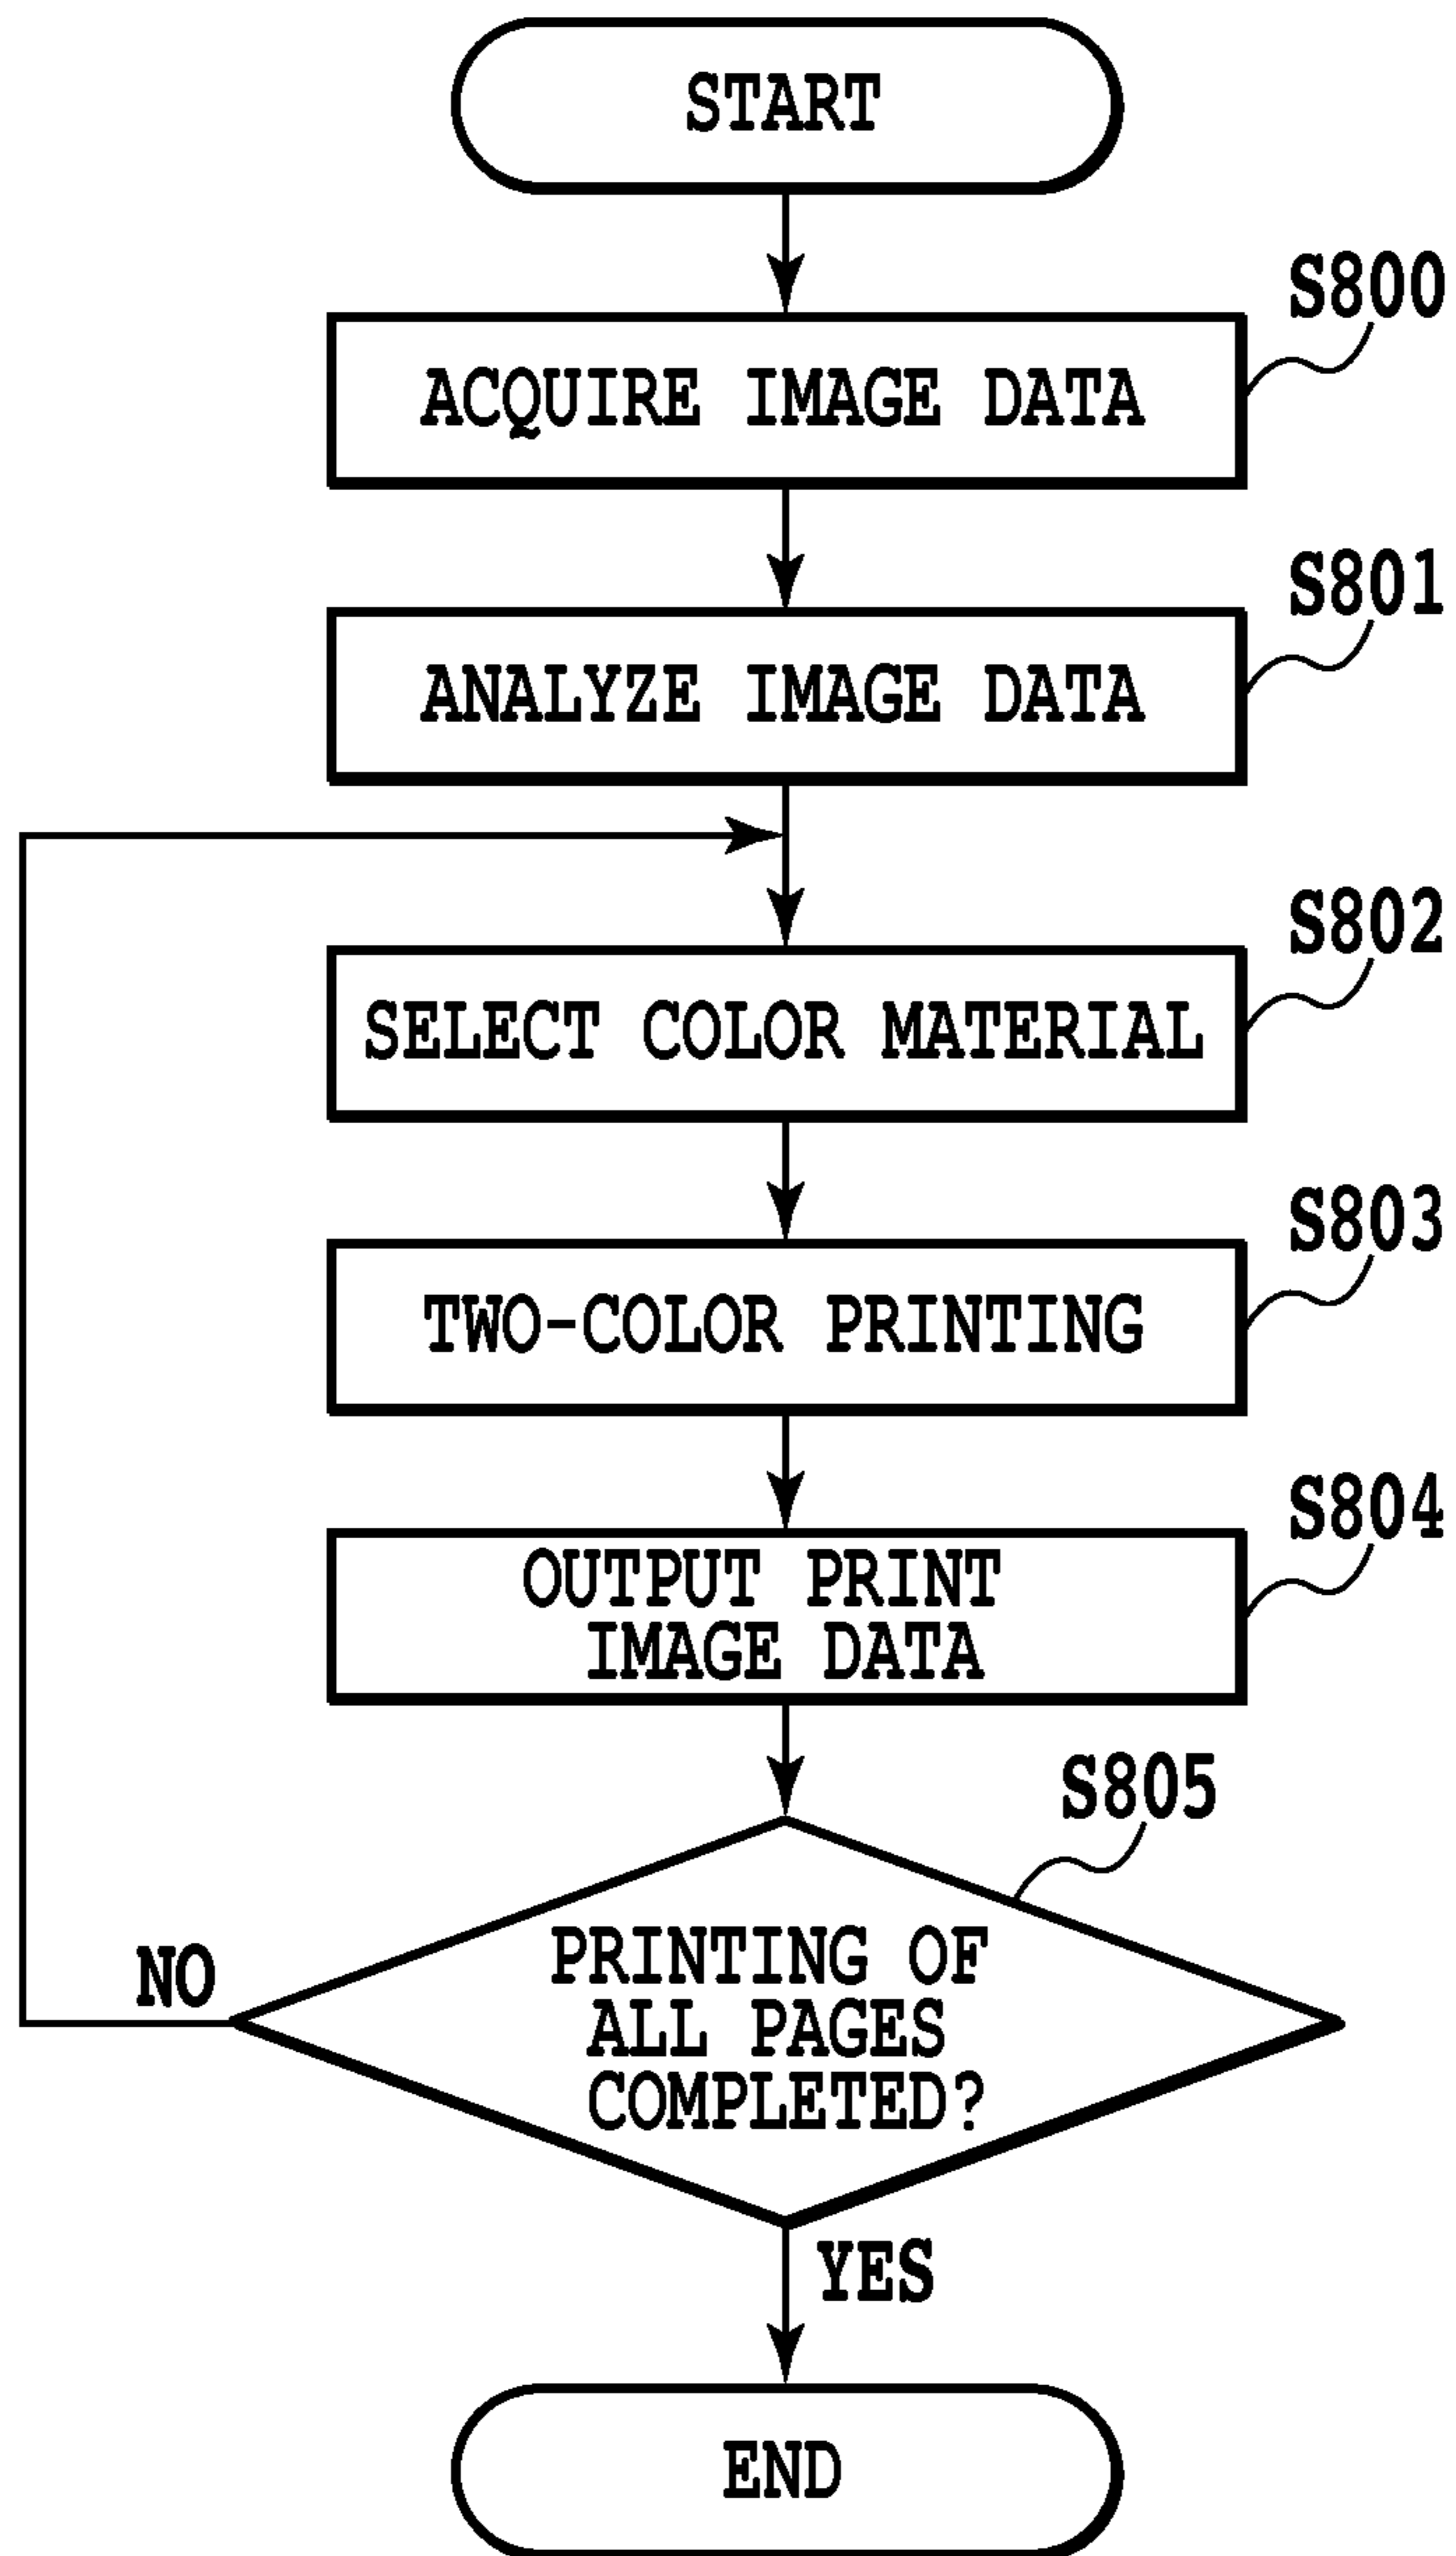 START
S800
ACQUIRE IMAGE DATA
S801
ANALYZE IMAGE DATA
S802
SELECT COLOR MATERIAL
S803
TWO-COLOR PRINTING
S804
OUTPUT PRINT
IMAGE DATA
S805
PRINTING OF
ALL PAGES
COMPLETED?
NO
YES
END